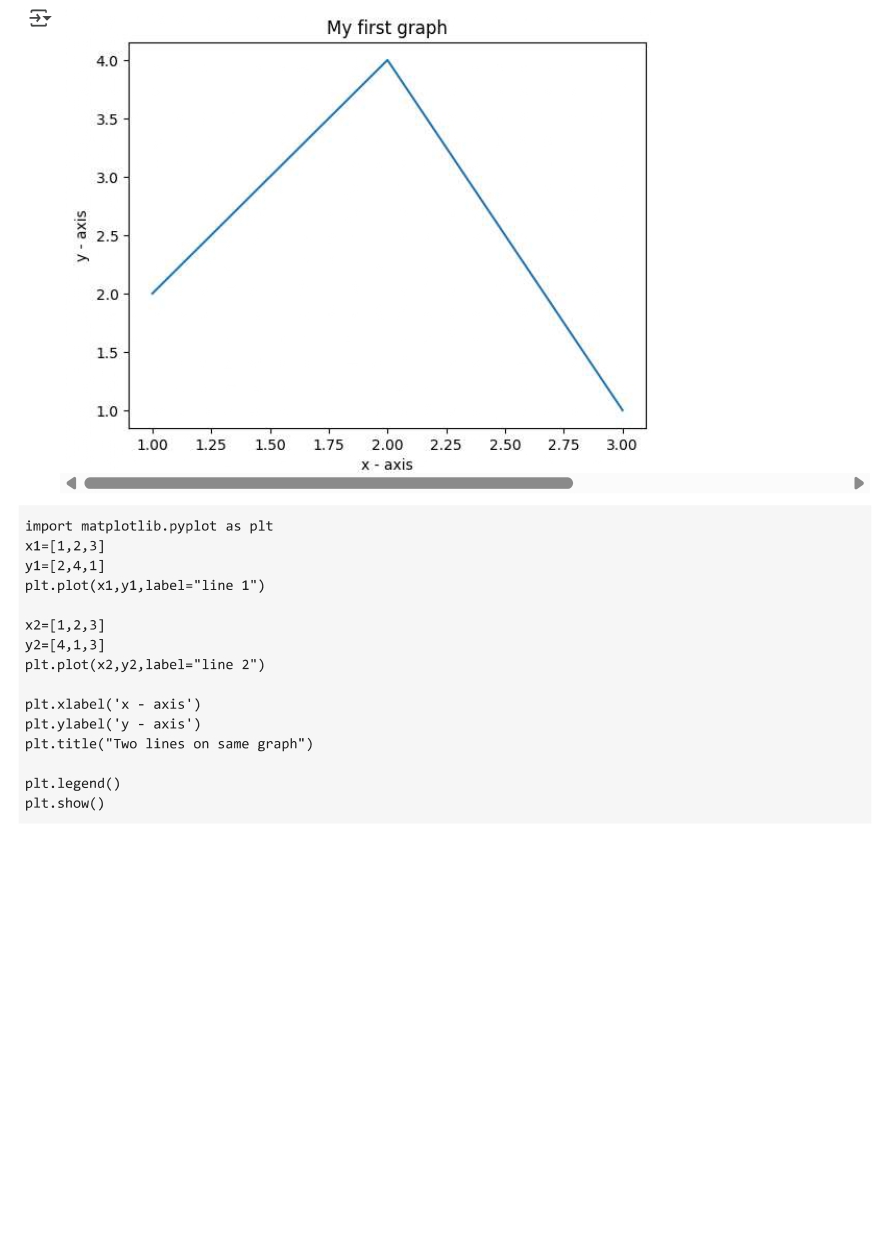 My first graph
4.0
3.5
3.0
2.5
2.0
1.5
1.0
y - axis
1.00 1.25 1.50 1.75 2.00 2.25 2.50 2.75 3.00
x - axis
import matplotlib.pyplot as plt
x1=[1,2,3]
y1=[2,4,1]
plt.plot(x1,y1,label="line 1")
x2=[1,2,3]
y2=[4,1,3]
plt.plot(x2,y2,label="line 2")
plt.xlabel('x - axis')
plt.ylabel('y - axis')
plt.title("Two lines on same graph")
plt.legend()
plt.show()